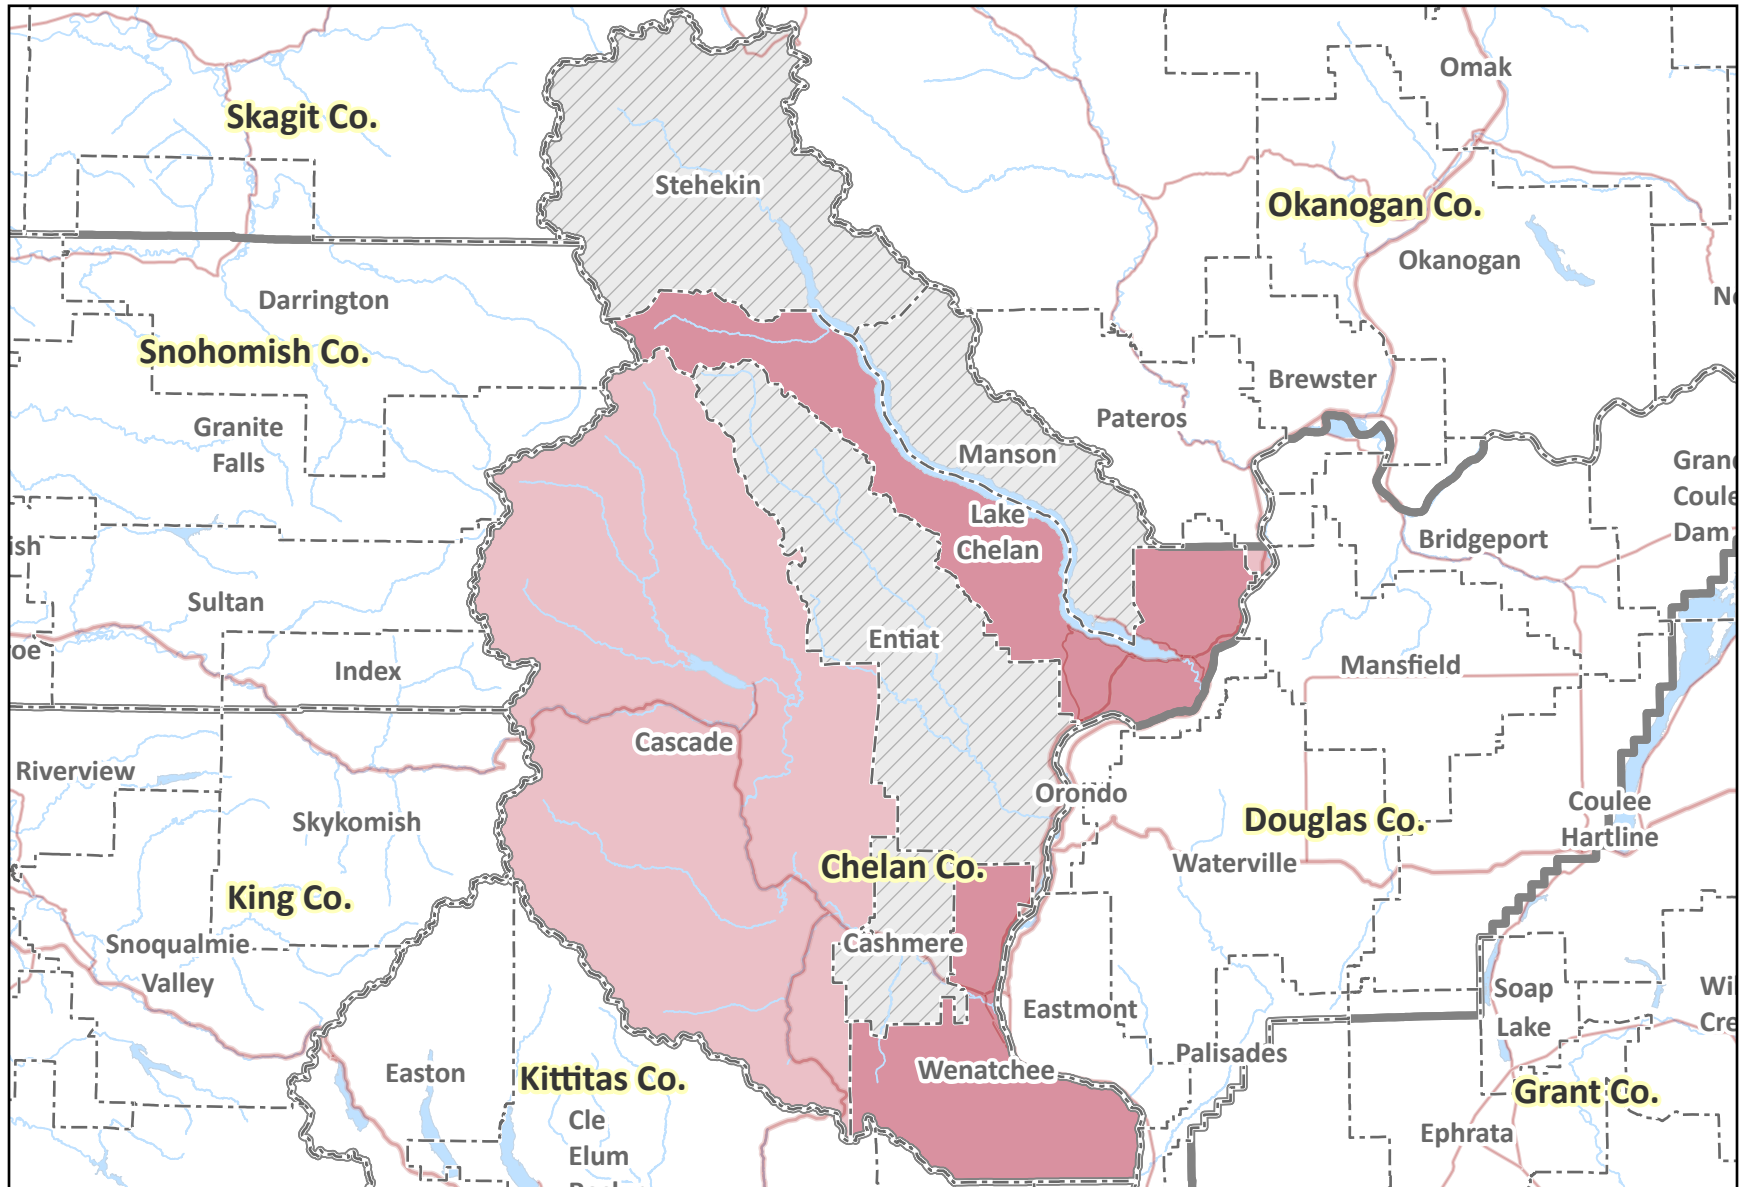 Omak
Skagit Co.
Stehekin
Okanogan Co.
Okanogan
Darrington
Snohomish Co.
Brewster
Pateros
Granite
Falls
Manson
Lake
Chelan
Bridgeport
Sultan
Entiat
Index
Mansfield
Cascade
Riverview
Skykomish
Orondo
Douglas Co.
Coulee
Hartline
Waterville
Chelan Co.
King Co.
Snoqualmie
Valley
Cashmere
Eastmont
Soap
Lake
Palisades
Wenatchee
Easton
Kittitas Co.
Grant Co.
Cle
Elum
Ephrata
Dam